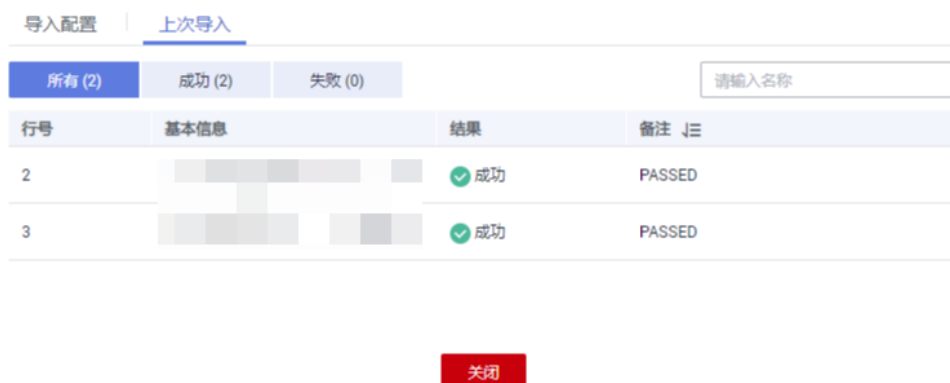 导入配置 上次导入
所有 (2) 成功 (2) 失败 (0) 请输入名称
行号 基本信息 结果 备注
2 成功 PASSED
3 成功 PASSED
关闭